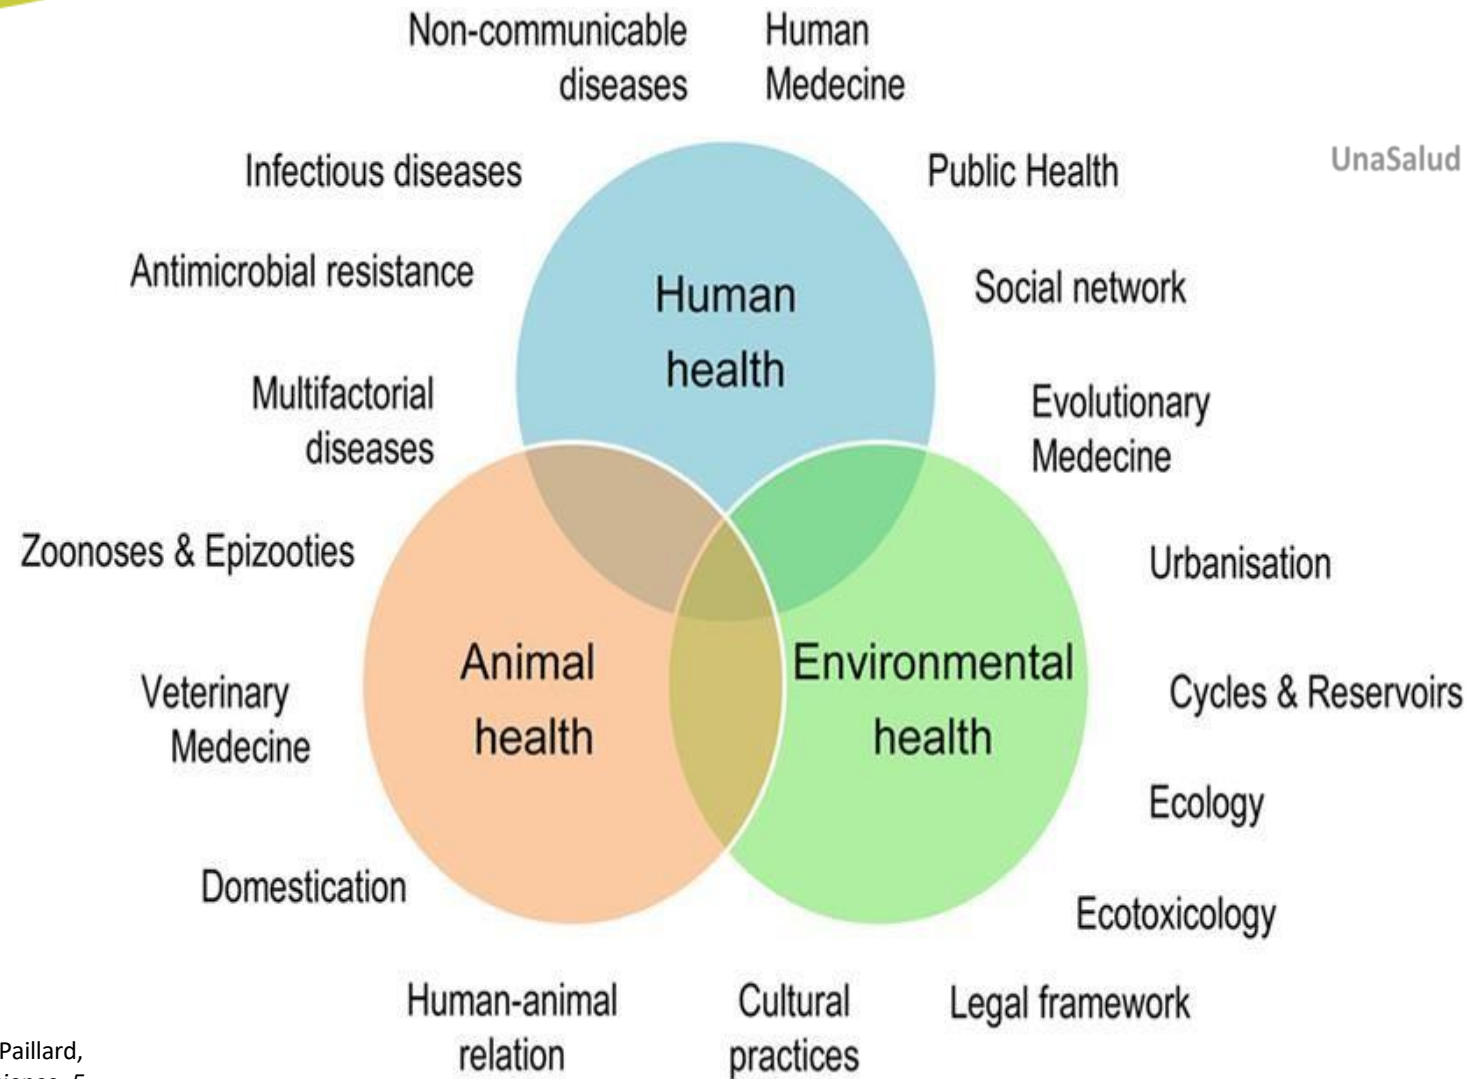 Non-communicable
diseases
Human
Medecine
Infectious diseases
Public Health
UnaSalud
Antimicrobial resistance
Social network
Human
health
Multifactorial
diseases
Evolutionary
Medecine
Zoonoses & Epizooties
Urbanisation
Animal
health
Environmental
health
Veterinary
Medecine
Cycles & Reservoirs
Ecology
Domestication
Ecotoxicology
Human-animal
relation
Cultural
practices
Legal framework
Paillard,